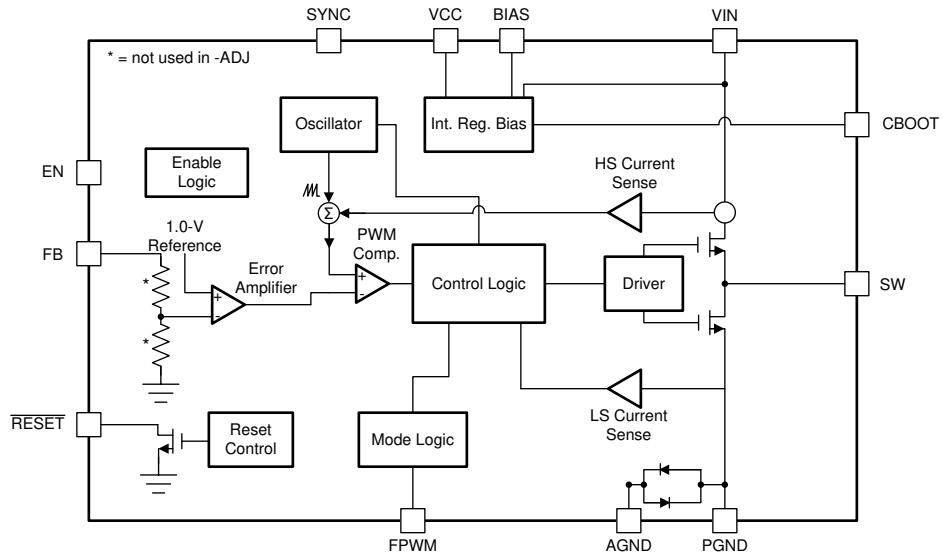 SYNC VCC BIAS VIN
* = not used in -ADJ
Oscillator
Int. Reg. Bias
CBOOT
EN
Enable
Logic
HS Current
Sense
Σ
1.0-V
Reference
FB
PWM
Comp.
Error
Amplifier
+
-
+
-
*
*
Control Logic
Driver
SW
RESET
Reset
Control
Mode Logic
LS Current
Sense
FPWM AGND PGND